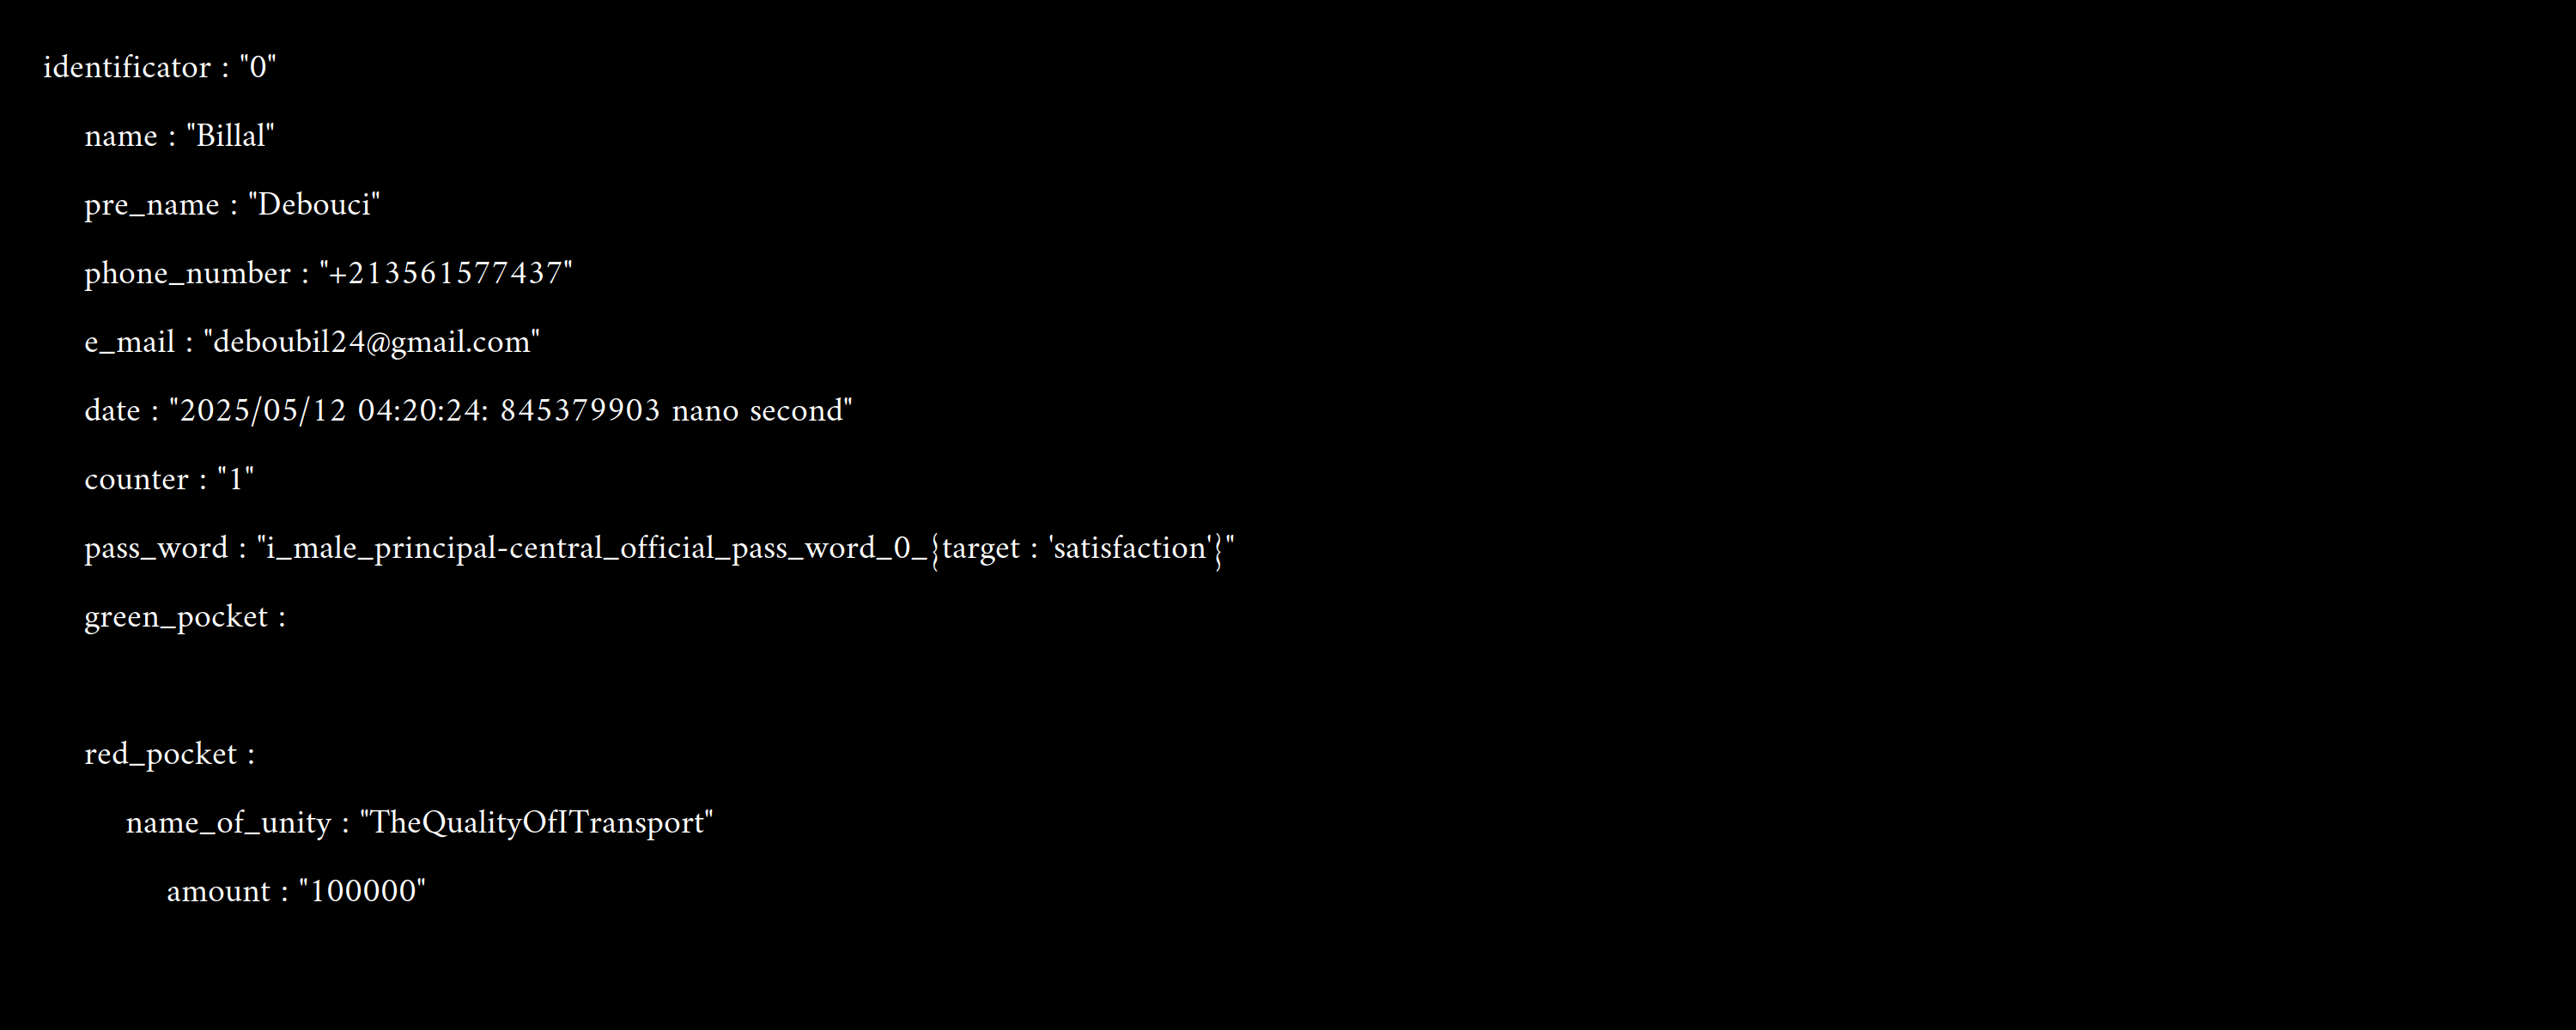 identificator : "0"
name : "Billal"
pre_name : "Debouci"
phone_number : "+213561577437"
e_mail : "deboubil24@gmail.com"
date : "2025/05/12 04:20:24: 845379903 nano second"
counter : "1"
pass_word : "i_male_principal-central_official_pass_word_0_{target : 'satisfaction'}"
green_pocket :
red_pocket :
name_of_unity : "TheQualityOfITransport"
amount : "100000"